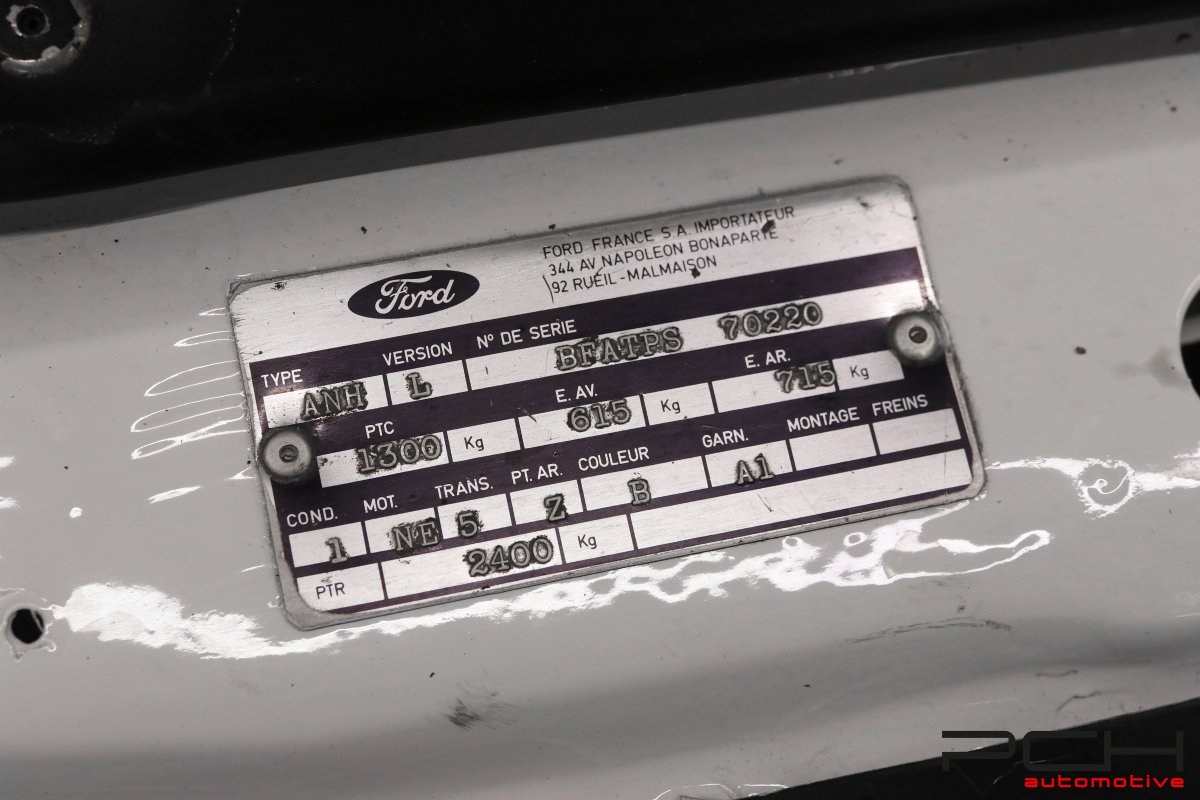 Ford
FORD FRANCE S A. IMPORTATEUR
344 AV NAPOLEON BONAPARTE
92 RUEIL-MALMAISON
TYPE VERSION Nº DE SERIE
ANH L BFATPS 70220
PTC E. AV. E. AR.
1300 Kg 615 Kg 715 Kg
COND. MOT. TRANS. PT. AR. COULEUR GARN. MONTAGE FREINS
1 NE 5 Z B A1
PTR 2400 Kg
PCH
automotive